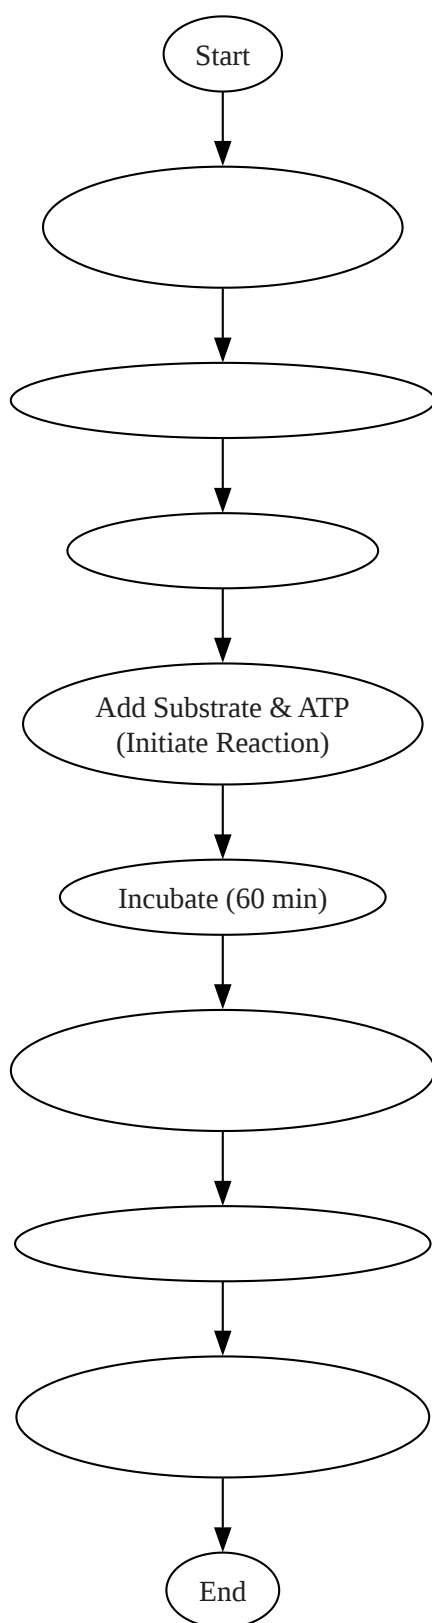 Start
Add Substrate & ATP
(Initiate Reaction)
Incubate (60 min)
End